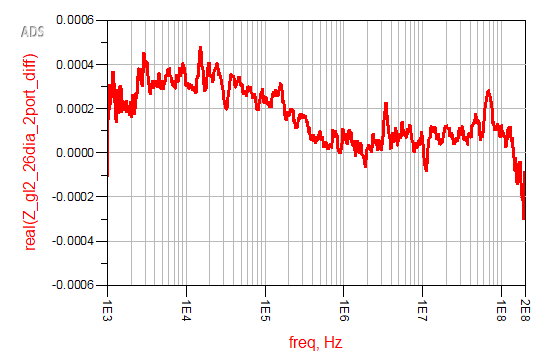 ADS
real(Z_gl2_26dia_2port_diff)
0.0006
0.0004
0.0002
0.0000
-0.0002
-0.0004
-0.0006
1E3 1E4 1E5 1E6 1E7 1E8 2E8
freq, Hz